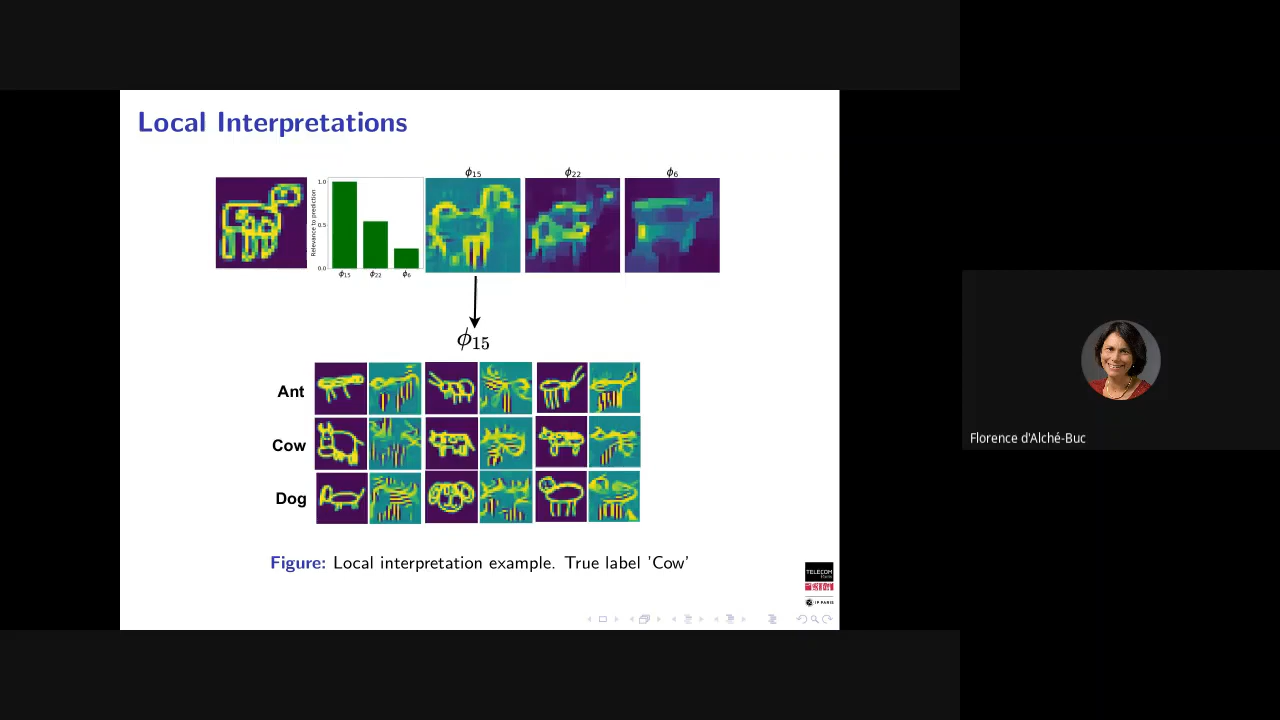 Local Interpretations
ϕ15
ϕ22
ϕ6
1.0
0.5
0.0
Relevance to prediction
ϕ15 ϕ22 ϕ6
ϕ15
Ant
Cow
Dog
Figure: Local interpretation example. True label 'Cow'
TELECOM
Paris
IP PARIS
Florence d'Alché-Buc